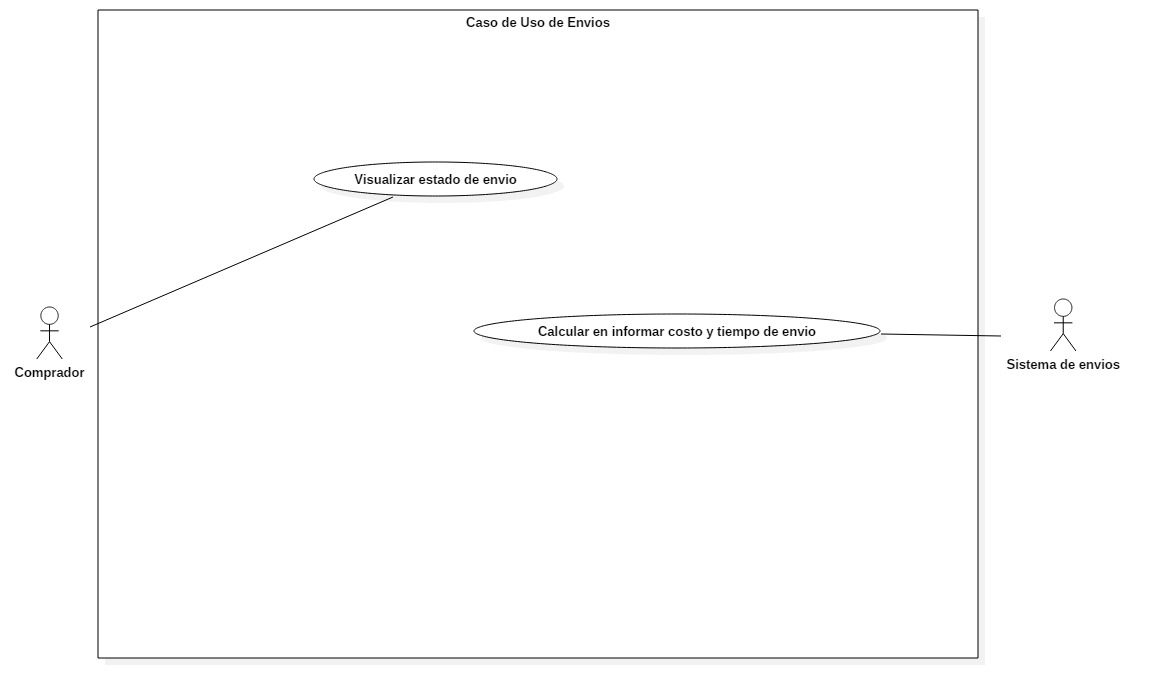 Caso de Uso de Envios
Visualizar estado de envio
Calcular en informar costo y tiempo de envio
Comprador
Sistema de envios